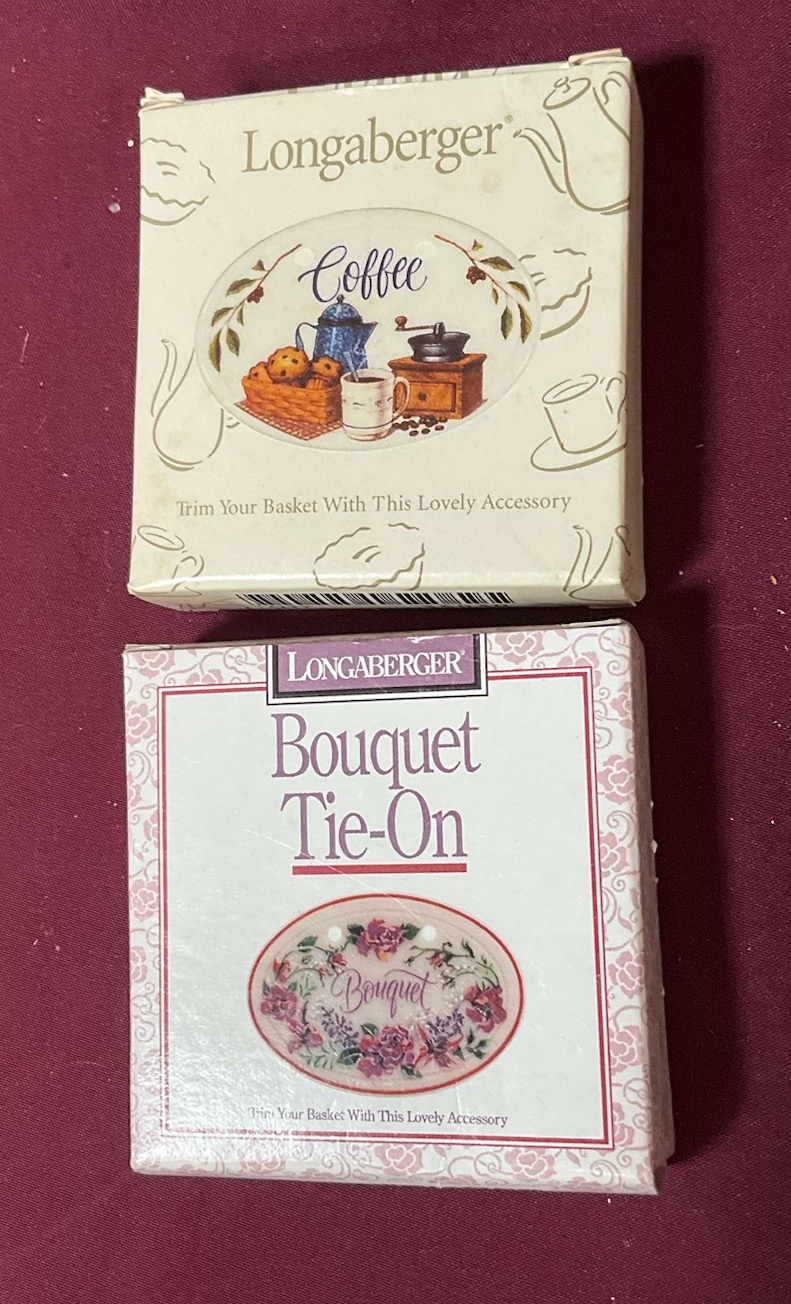 Longaberger®
Coffee
Trim Your Basket With This Lovely Accessory
LONGABERGER®
Bouquet
Tie-On
Bouquet
Trim Your Basket With This Lovely Accessory